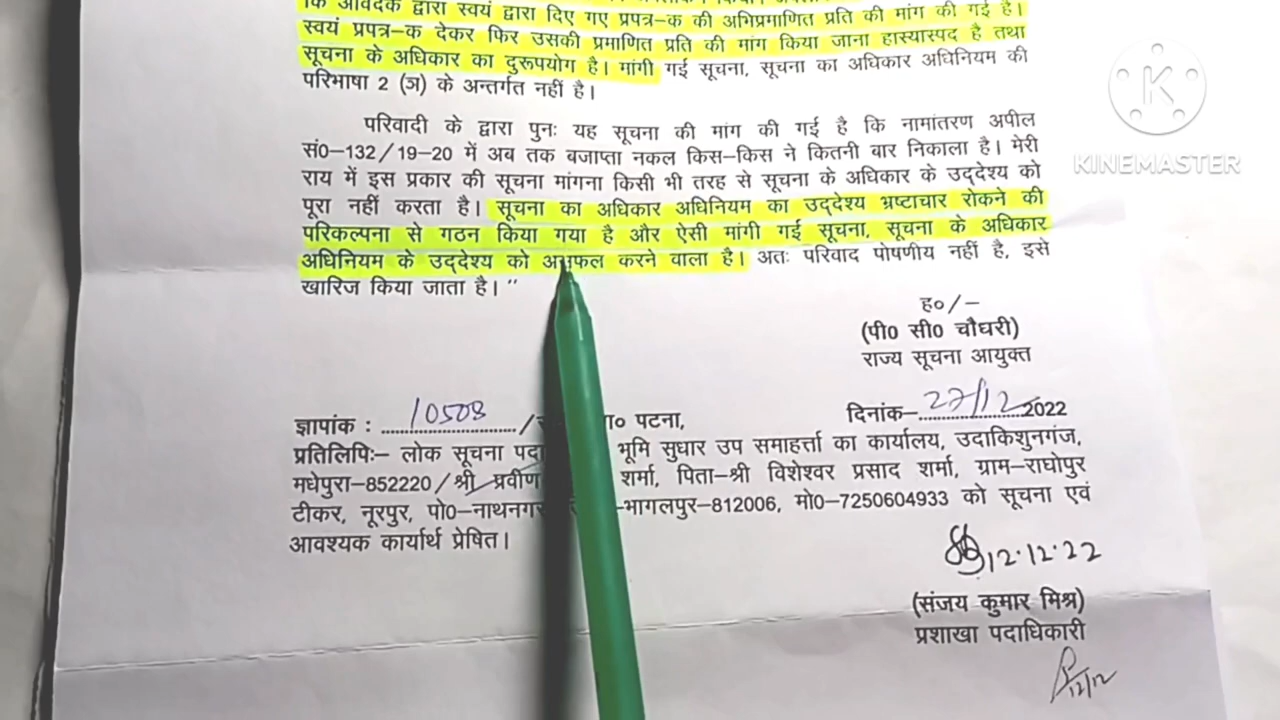 कि आवेदक द्वारा स्वयं द्वारा दिए गए प्रपत्र-क की अभिप्रमाणित प्रति की मांग की गई है।
स्वयं प्रपत्र-क देकर फिर उसकी प्रमाणित प्रति की मांग किया जाना हास्यास्पद है तथा
सूचना के अधिकार का दुरूपयोग है। मांगी गई सूचना, सूचना का अधिकार अधिनियम की
परिभाषा 2 (ञ) के अन्तर्गत नहीं है।
परिवादी के द्वारा पुनः यह सूचना की मांग की गई है कि नामांतरण अपील
सं0-132/19-20 में अब तक बजाप्ता नकल किस-किस ने कितनी बार निकाला है। मेरी
राय में इस प्रकार की सूचना मांगना किसी भी तरह से सूचना के अधिकार के उद्देश्य को
पूरा नहीं करता है। सूचना का अधिकार अधिनियम का उद्देश्य भ्रष्टाचार रोकने की
परिकल्पना से गठन किया गया है और ऐसी मांगी गई सूचना, सूचना के अधिकार
अधिनियम के उद्देश्य को असफल करने वाला है। अतः परिवाद पोषणीय नहीं है, इसे
खारिज किया जाता है।"
ह०/-
(पी0 सी0 चौधरी)
राज्य सूचना आयुक्त
ज्ञापांक : 10508 / पटना, दिनांक-27/12 2022
प्रतिलिपिः- लोक सूचना भूमि सुधार उप समाहर्त्ता का कार्यालय, उदाकिशुनगंज,
मधेपुरा-852220/श्री प्रवीण शर्मा, पिता-श्री विशेश्वर प्रसाद शर्मा, ग्राम-राघोपुर
टीकर, नूरपुर, पो0-नाथनगर -भागलपुर-812006, मो0-7250604933 को सूचना एवं
आवश्यक कार्यार्थ प्रेषित।
12.12.22
(संजय कुमार मिश्र)
प्रशाखा पदाधिकारी
12/12
K
KINEMASTER